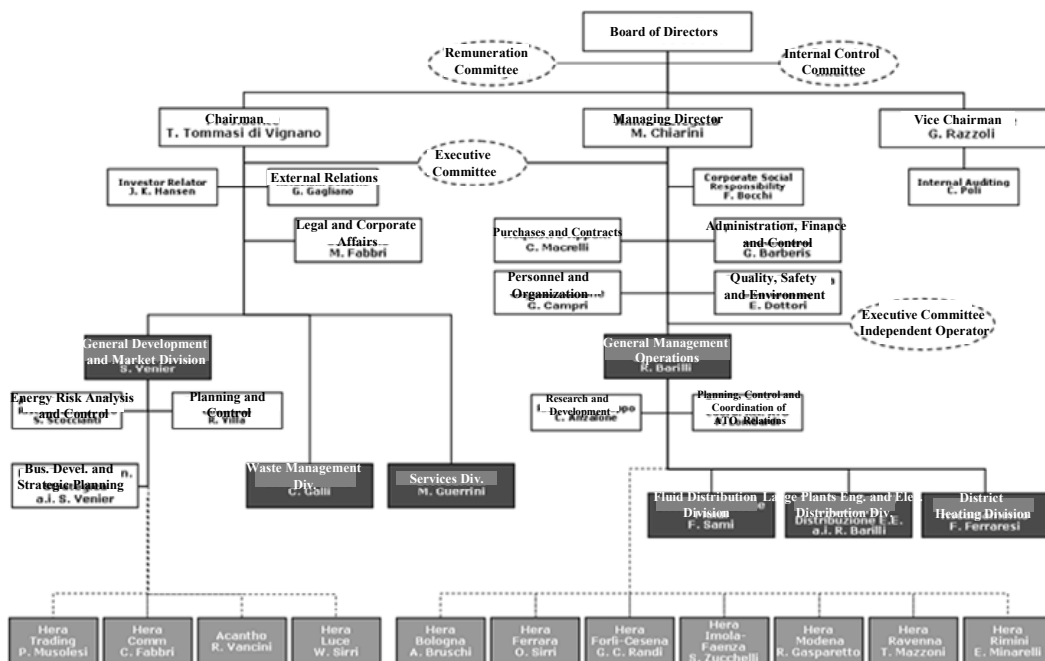 Board of Directors
Remuneration
Committee
Internal Control
Committee
Chairman
T. Tommasi di Vignano
Managing Director
M. Chiarini
Vice Chairman
G. Razzoli
Executive
Committee
Investor Relator
J. K. Hansen
External Relations
G. Gagliano
Corporate Social
Responsibility
F. Bocchi
Internal Auditing
C. Poli
Legal and Corporate
Affairs
M. Fabbri
Purchases and Contracts
G. Macrelli
Administration, Finance
and Control
G. Barberis
Personnel and
Organization
G. Campri
Quality, Safety
and Environment
E. Dottori
Executive Committee
Independent Operator
General Development
and Market Division
S. Venier
General Management
Operations
R. Barilli
Energy Risk Analysis
and Control
S. Scoccianti
Planning and
Control
R. Villa
Research and
Development
C. Anzalone
Planning, Control and
Coordination of
ATO Relations
Bus. Devel. and
Strategic Planning
a.i. S. Venier
Waste Management
Div.
C. Galli
Services Div.
M. Guerrini
Fluid Distribution
Division
F. Sami
Large Plants Eng. and Elec.
Distribution Div.
Distribuzione E.E.
a.i. R. Barilli
District
Heating Division
F. Ferraresi
Hera
Trading
P. Musolesi
Hera
Comm
C. Fabbri
Acantho
R. Vancini
Hera
Luce
W. Sirri
Hera
Bologna
A. Bruschi
Hera
Ferrara
O. Sirri
Hera
Forlì-Cesena
G. C. Randi
Hera
Imola-
Faenza
S. Zucchelli
Hera
Modena
R. Gasparetto
Hera
Ravenna
T. Mazzoni
Hera
Rimini
E. Minarelli